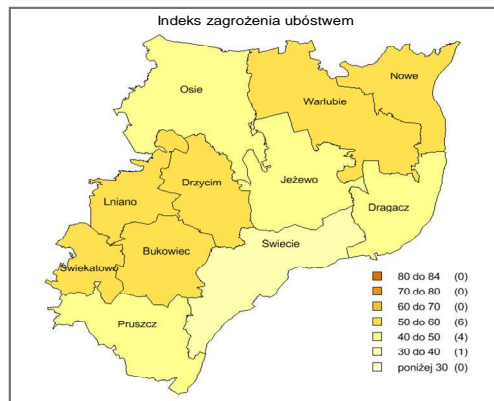 Indeks zagrożenia ubóstwem
Nowe
Osie
Warlubie
Jeżewo
Drzycim
Lniano
Dragacz
Świecie
Bukowiec
Świekatowo
Pruszcz
80 do 84 (0)
70 do 80 (0)
60 do 70 (0)
50 do 60 (6)
40 do 50 (4)
30 do 40 (1)
poniżej 30 (0)